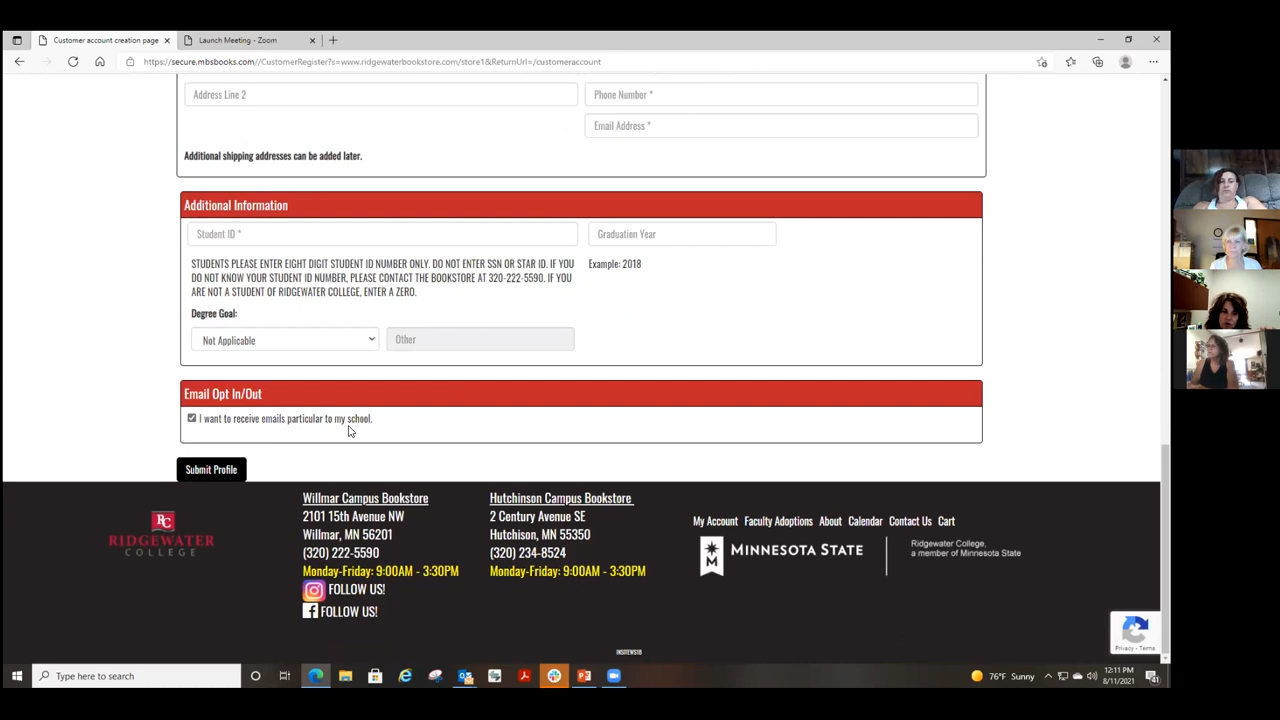 Customer account creation page
Launch Meeting - Zoom
https://secure.mbsbooks.com//CustomerRegister?s=www.ridgewaterbookstore.com/store1&ReturnUrl=/customeraccount
Address Line 2
Phone Number *
Email Address *
Additional shipping addresses can be added later.
Additional Information
Student ID *
Graduation Year
STUDENTS PLEASE ENTER EIGHT DIGIT STUDENT ID NUMBER ONLY. DO NOT ENTER SSN OR STAR ID. IF YOU
DO NOT KNOW YOUR STUDENT ID NUMBER, PLEASE CONTACT THE BOOKSTORE AT 320-222-5590. IF YOU
ARE NOT A STUDENT OF RIDGEWATER COLLEGE, ENTER A ZERO.
Example: 2018
Degree Goal:
Not Applicable
Other
Email Opt In/Out
I want to receive emails particular to my school.
Submit Profile
RC
RIDGEWATER
COLLEGE
Willmar Campus Bookstore
2101 15th Avenue NW
Willmar, MN 56201
(320) 222-5590
Monday-Friday: 9:00AM - 3:30PM
FOLLOW US!
FOLLOW US!
Hutchinson Campus Bookstore
2 Century Avenue SE
Hutchison, MN 55350
(320) 234-8524
Monday-Friday: 9:00AM - 3:30PM
My Account Faculty Adoptions About Calendar Contact Us Cart
M
MINNESOTA STATE
Ridgewater College,
a member of Minnesota State
INSITEWS1B
Privacy - Terms
Type here to search
76°F Sunny
12:11 PM
8/11/2021
41